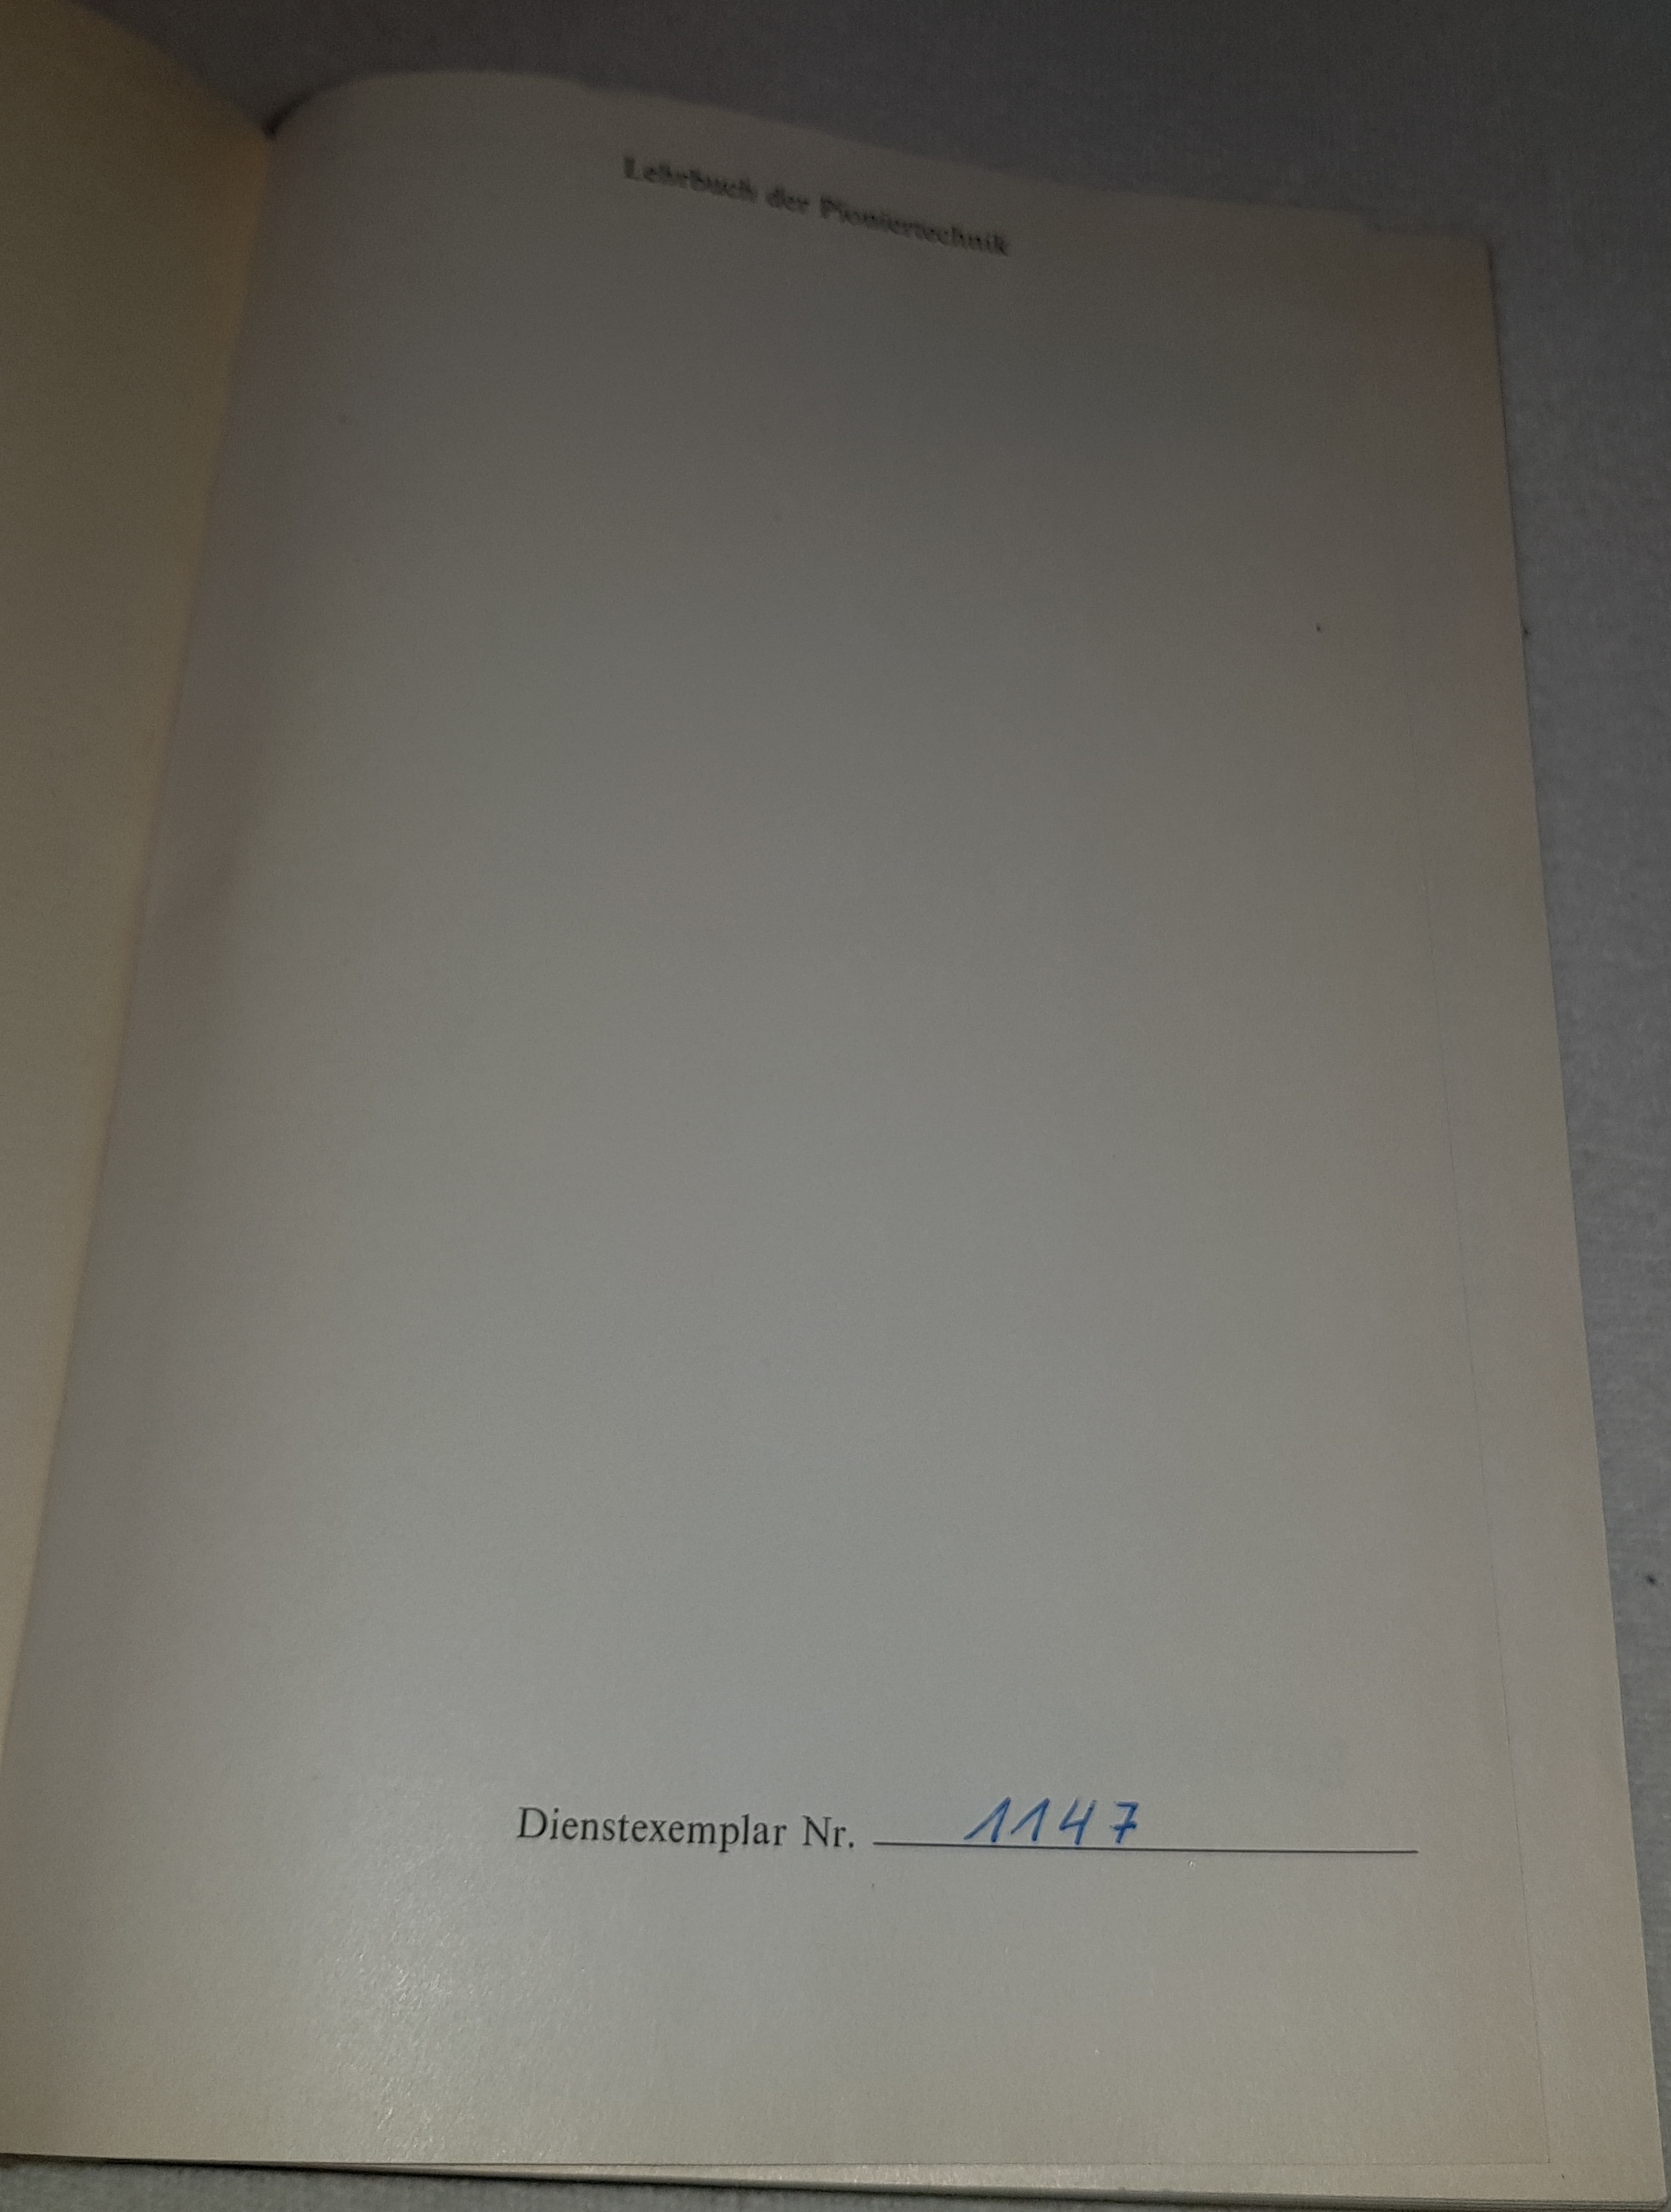 Lehrbuch der Pioniertechnik
Dienstexemplar Nr. 1147